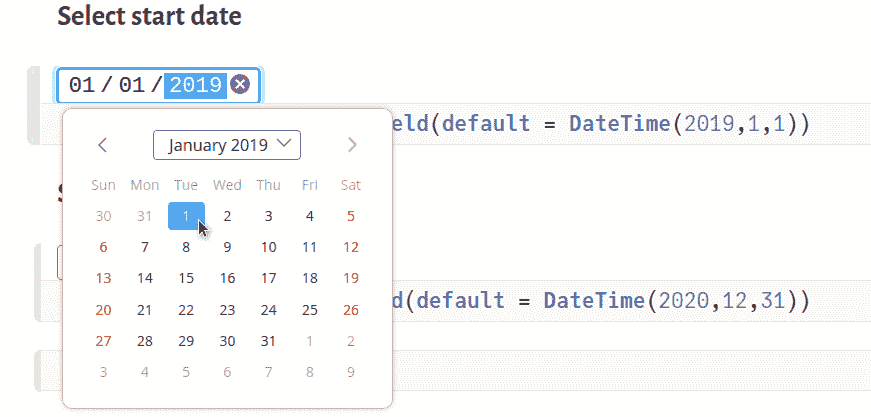 Select start date
01/01/2019
eld(default = DateTime(2019,1,1))
January 2019
Sun Mon Tue Wed Thu Fri Sat
30 31 1 2 3 4 5
6 7 8 9 10 11 12
13 14 15 16 17 18 19
20 21 22 23 24 25 26
d(default = DateTime(2020,12,31))
27 28 29 30 31 1 2
3 4 5 6 7 8 9